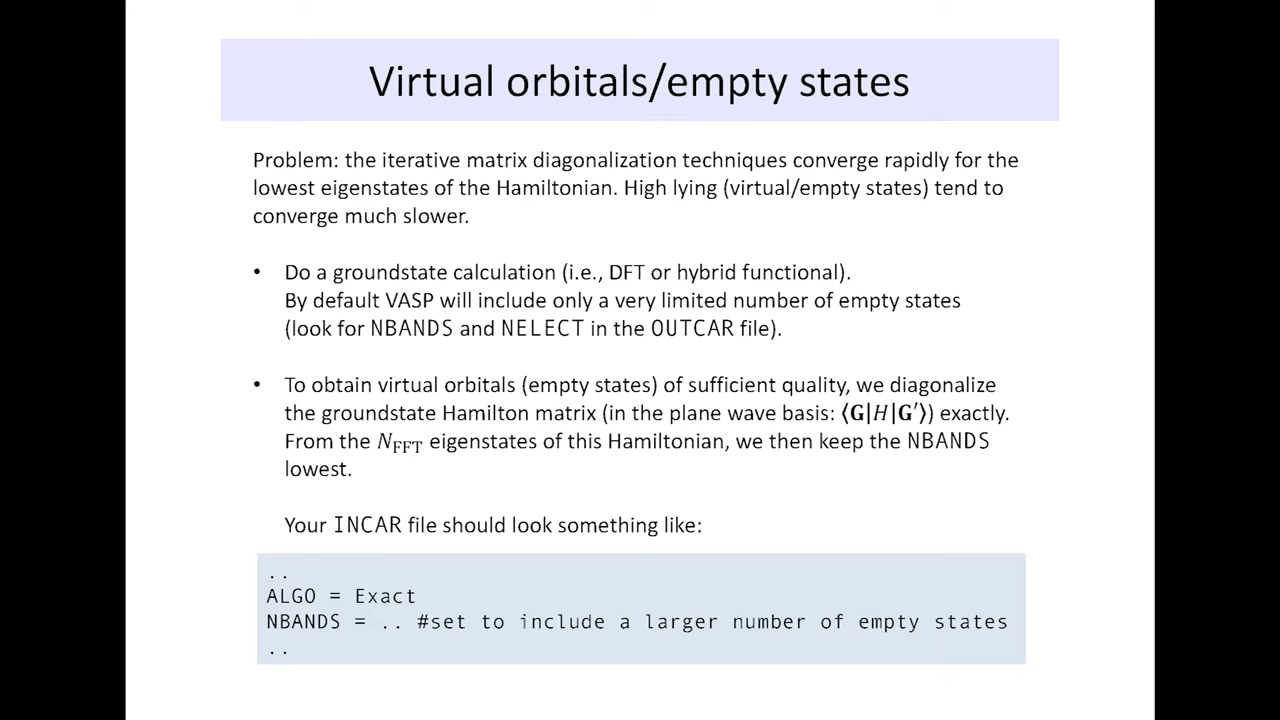 Virtual orbitals/empty states
Problem: the iterative matrix diagonalization techniques converge rapidly for the
lowest eigenstates of the Hamiltonian. High lying (virtual/empty states) tend to
converge much slower.
• Do a groundstate calculation (i.e., DFT or hybrid functional).
By default VASP will include only a very limited number of empty states
(look for NBANDS and NELECT in the OUTCAR file).
• To obtain virtual orbitals (empty states) of sufficient quality, we diagonalize
the groundstate Hamilton matrix (in the plane wave basis: ⟨G|H|G′⟩) exactly.
From the N_FFT eigenstates of this Hamiltonian, we then keep the NBANDS
lowest.
Your INCAR file should look something like:
..
ALGO = Exact
NBANDS = .. #set to include a larger number of empty states
..